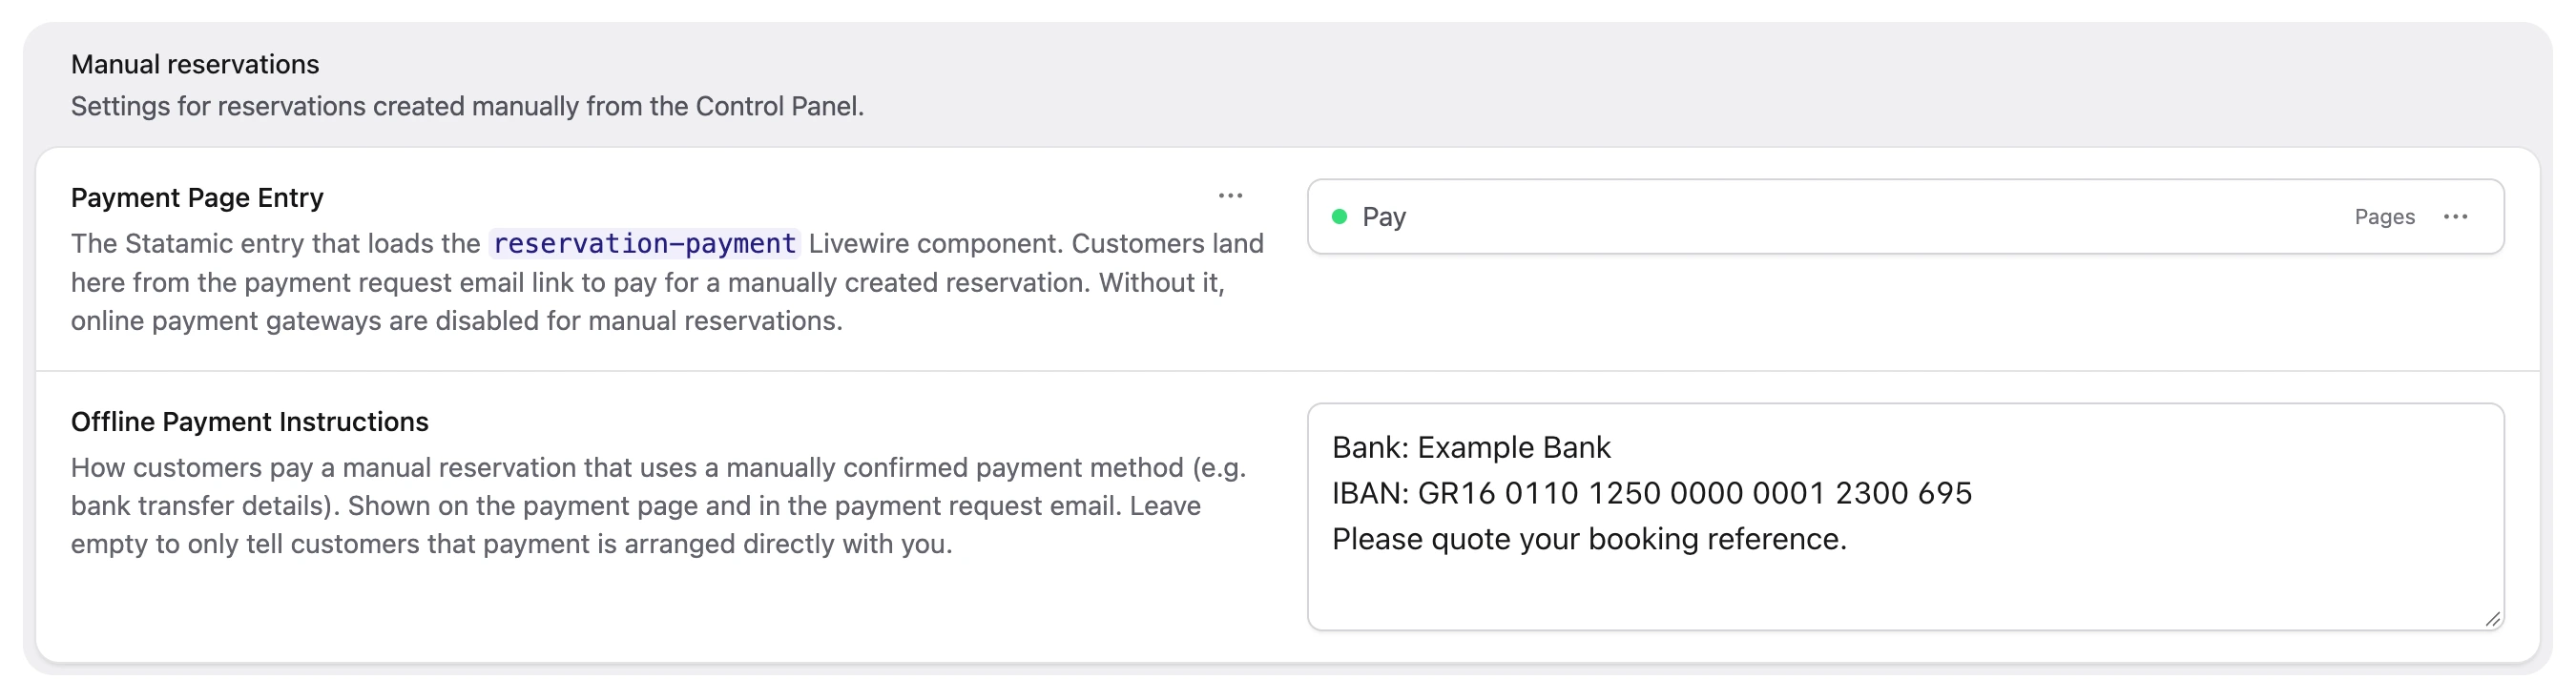 Manual reservations
Settings for reservations created manually from the Control Panel.
Payment Page Entry
The Statamic entry that loads the reservation-payment Livewire component. Customers land
here from the payment request email link to pay for a manually created reservation. Without it,
online payment gateways are disabled for manual reservations.
Pay
Pages
Offline Payment Instructions
How customers pay a manual reservation that uses a manually confirmed payment method (e.g.
bank transfer details). Shown on the payment page and in the payment request email. Leave
empty to only tell customers that payment is arranged directly with you.
Bank: Example Bank
IBAN: GR16 0110 1250 0000 0001 2300 695
Please quote your booking reference.